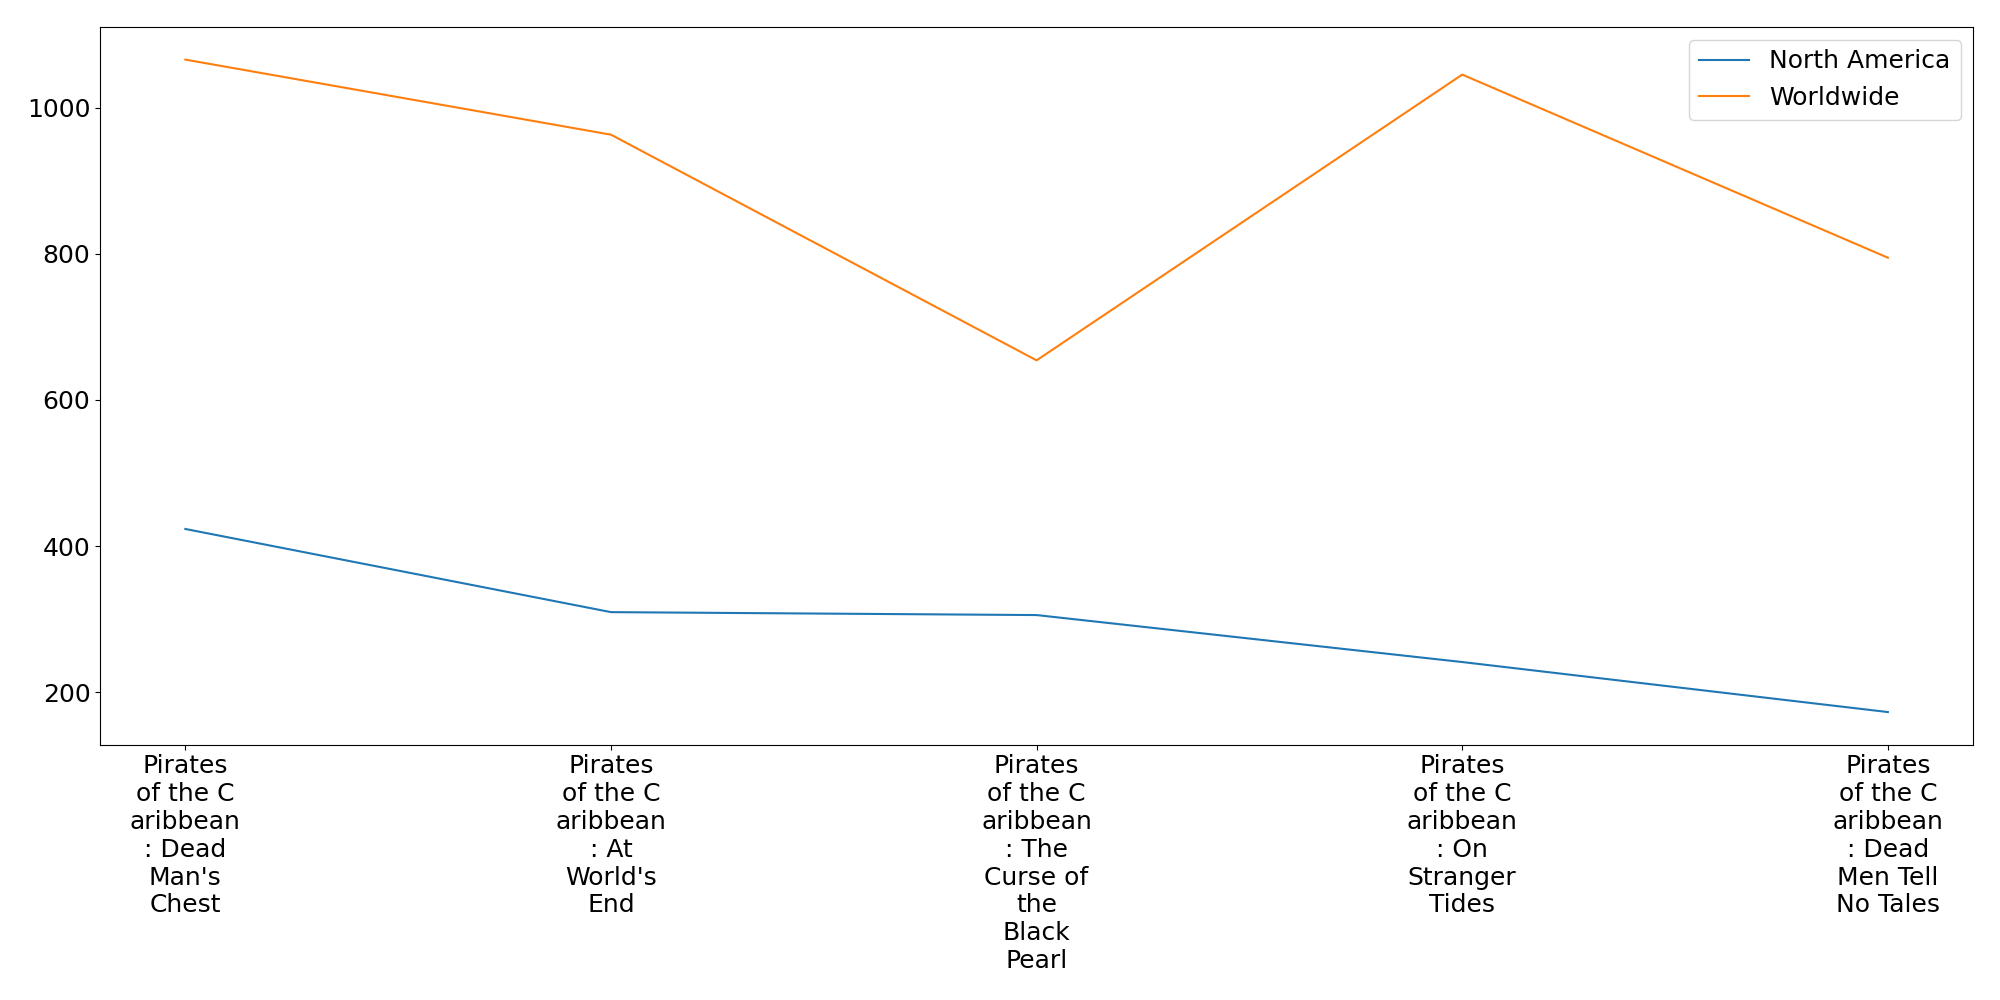 North America
Worldwide
1000
800
600
400
200
Pirates
of the C
aribbean
: Dead
Man's
Chest
Pirates
of the C
aribbean
: At
World's
End
Pirates
of the C
aribbean
: The
Curse of
the
Black
Pearl
Pirates
of the C
aribbean
: On
Stranger
Tides
Pirates
of the C
aribbean
: Dead
Men Tell
No Tales